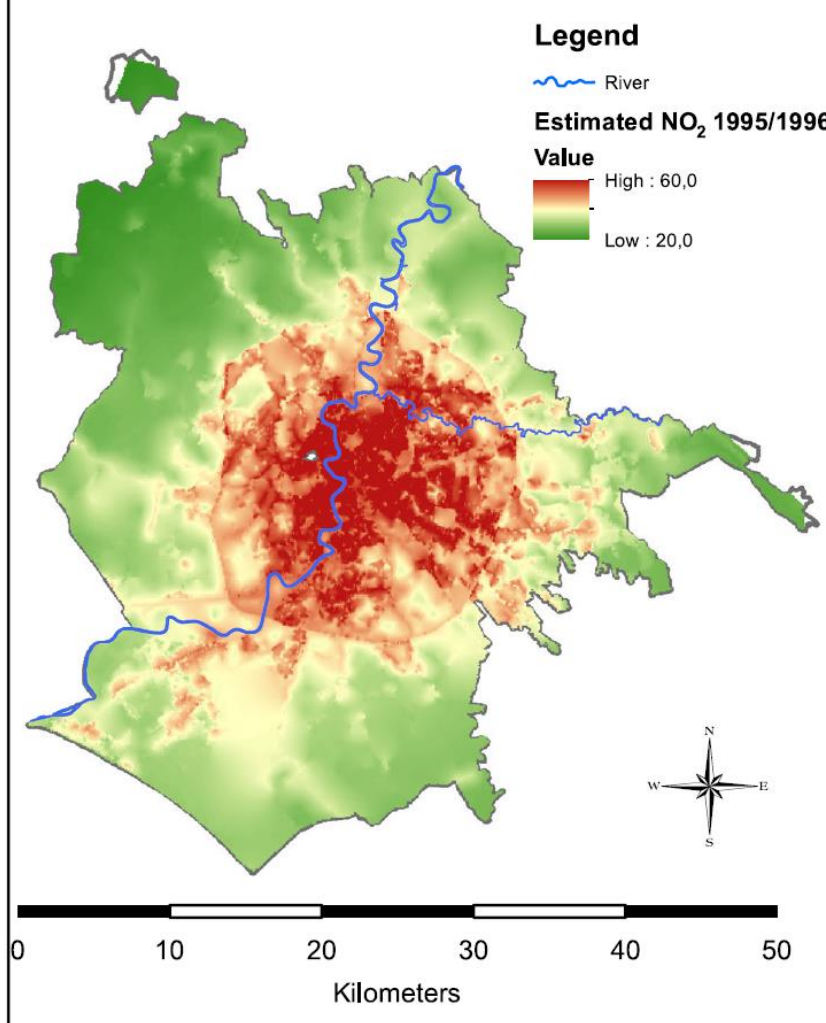 Legend
River
Estimated NO₂ 1995/1996
Value
High : 60,0
Low : 20,0
N
W E
S
0 10 20 30 40 50
Kilometers